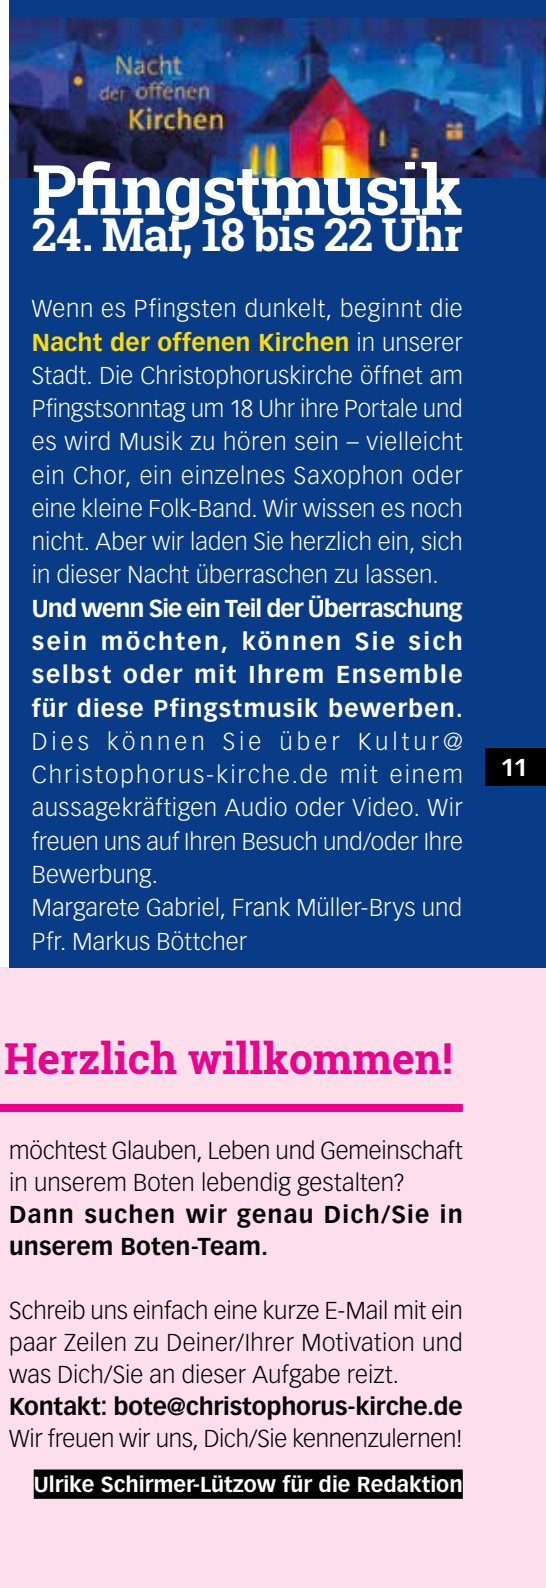 Nacht
der offenen
Kirchen
Pfingstmusik
24. Mai, 18 bis 22 Uhr
Wenn es Pfingsten dunkelt, beginnt die
Nacht der offenen Kirchen in unserer
Stadt. Die Christophoruskirche öffnet am
Pfingstsonntag um 18 Uhr ihre Portale und
es wird Musik zu hören sein – vielleicht
ein Chor, ein einzelnes Saxophon oder
eine kleine Folk-Band. Wir wissen es noch
nicht. Aber wir laden Sie herzlich ein, sich
in dieser Nacht überraschen zu lassen.
Und wenn Sie ein Teil der Überraschung
sein möchten, können Sie sich
selbst oder mit Ihrem Ensemble
für diese Pfingstmusik bewerben.
Dies können Sie über Kultur@
Christophorus-kirche.de mit einem
aussagekräftigen Audio oder Video. Wir
freuen uns auf Ihren Besuch und/oder Ihre
Bewerbung.
Margarete Gabriel, Frank Müller-Brys und
Pfr. Markus Böttcher
11
Herzlich willkommen!
möchtest Glauben, Leben und Gemeinschaft
in unserem Boten lebendig gestalten?
Dann suchen wir genau Dich/Sie in
unserem Boten-Team.
Schreib uns einfach eine kurze E-Mail mit ein
paar Zeilen zu Deiner/Ihrer Motivation und
was Dich/Sie an dieser Aufgabe reizt.
Kontakt: bote@christophorus-kirche.de
Wir freuen wir uns, Dich/Sie kennenzulernen!
Ulrike Schirmer-Lützow für die Redaktion